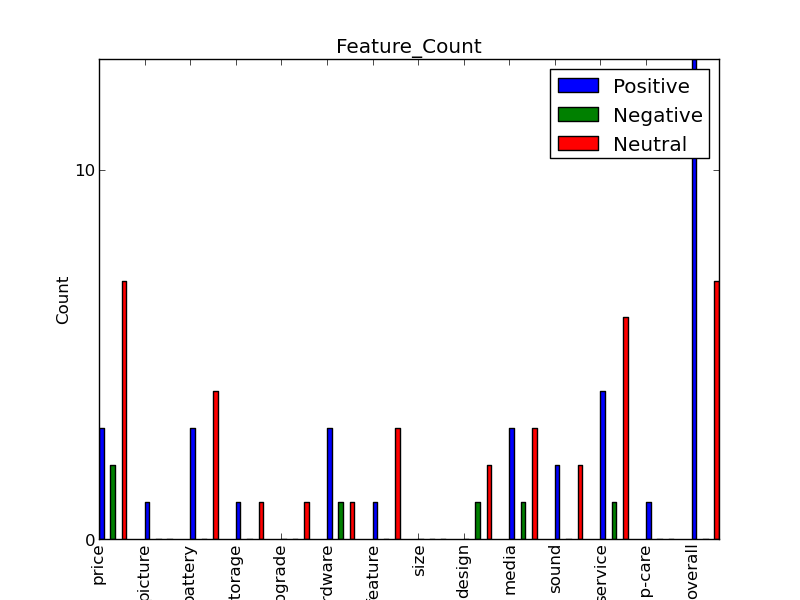 Feature_Count
Positive
Negative
Neutral
10
0
Count
price
picture
battery
torage
pgrade
rdware
feature
size
design
media
sound
service
p-care
overall